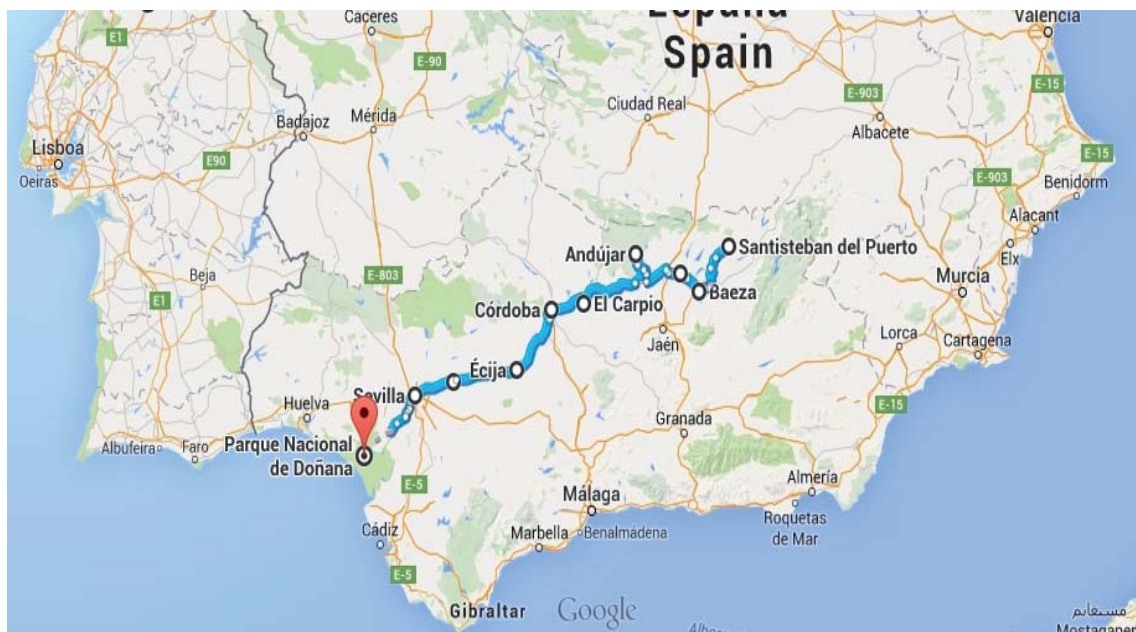 España
Spain
Cáceres
Valencia
E1
E-90
E-15
Ciudad Real
E-903
Badajoz
Mérida
Albacete
Lisboa
Oeiras
E90
E-15
E-903
Benidorm
Alacant
Elx
Andújar
Santisteban del Puerto
Beja
E-803
Murcia
Baeza
E1
Córdoba
El Carpio
Jaén
Lorca
Cartagena
Écija
Sevilla
E-15
Huelva
Granada
Albufeira
Faro
Parque Nacional
de Doñana
Almería
E-5
Málaga
Roquetas
de Mar
Cádiz
Marbella
Benalmádena
E-5
Gibraltar
Google
مستغانم
Mostaganem